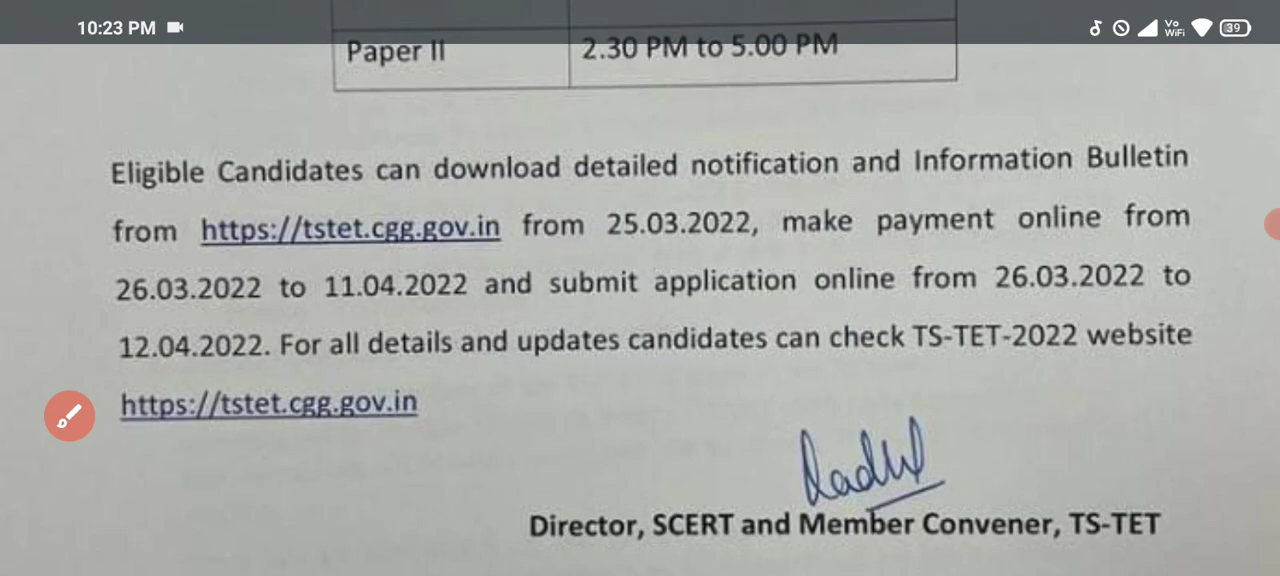 10:23 PM
Vo
WiFi
39
Paper II 2.30 PM to 5.00 PM
Eligible Candidates can download detailed notification and Information Bulletin
from https://tstet.cgg.gov.in from 25.03.2022, make payment online from
26.03.2022 to 11.04.2022 and submit application online from 26.03.2022 to
12.04.2022. For all details and updates candidates can check TS-TET-2022 website
https://tstet.cgg.gov.in
Director, SCERT and Member Convener, TS-TET